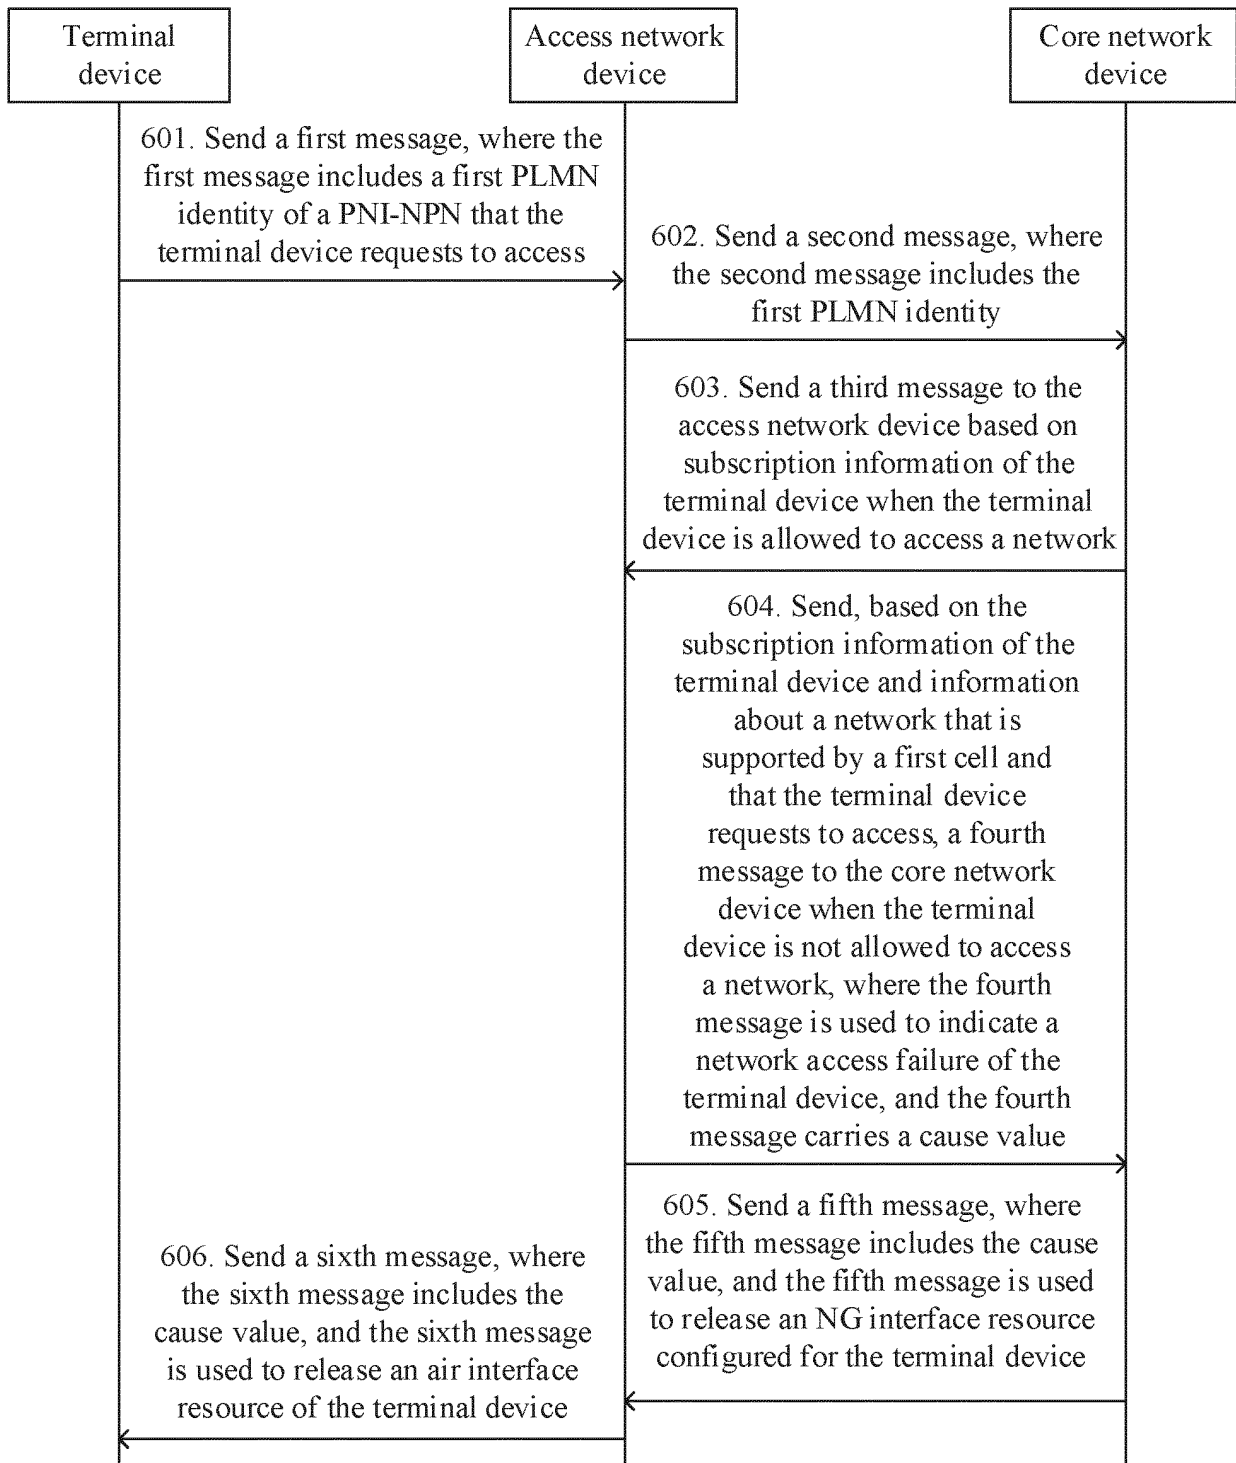 Terminal
device
Access network
device
Core network
device
601. Send a first message, where the
first message includes a first PLMN
identity of a PNI-NPN that the
terminal device requests to access
602. Send a second message, where
the second message includes the
first PLMN identity
603. Send a third message to the
access network device based on
subscription information of the
terminal device when the terminal
device is allowed to access a network
604. Send, based on the
subscription information of the
terminal device and information
about a network that is
supported by a first cell and
that the terminal device
requests to access, a fourth
message to the core network
device when the terminal
device is not allowed to access
a network, where the fourth
message is used to indicate a
network access failure of the
terminal device, and the fourth
message carries a cause value
605. Send a fifth message, where
the fifth message includes the cause
value, and the fifth message is used
to release an NG interface resource
configured for the terminal device
606. Send a sixth message, where
the sixth message includes the
cause value, and the sixth message
is used to release an air interface
resource of the terminal device